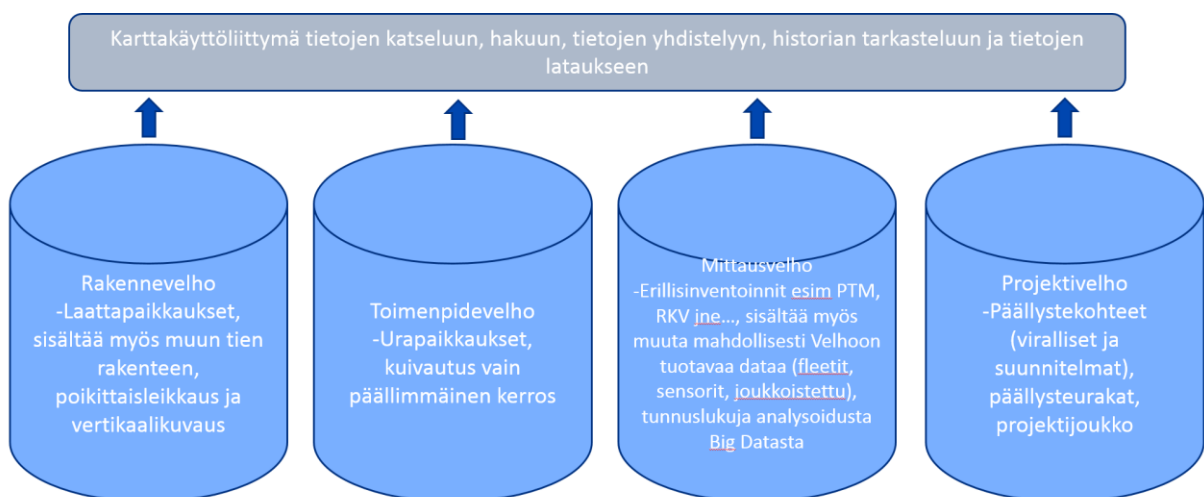 Karttakäyttöliittymä tietojen katseluun, hakuun, tietojen yhdistelyyn, historian tarkasteluun ja tietojen
lataukseen
Rakennevelho
-Laattapaikkaukset,
sisältää myös muun tien
rakenteen,
poikittaisleikkaus ja
vertikaalikuvaus
Toimenpidevelho
-Urapaikkaukset,
kuivautus vain
päällimmäinen kerros
Mittausvelho
-Erillisinventoinnit esim PTM,
RKV jne…, sisältää myös
muuta mahdollisesti Velhoon
tuotavaa dataa (fleetit,
sensorit, joukkoistettu),
tunnuslukuja analysoidusta
Big Datasta
Projektivelho
-Päällystekohteet
(viralliset ja
suunnitelmat),
päällysteurakat,
projektijoukko